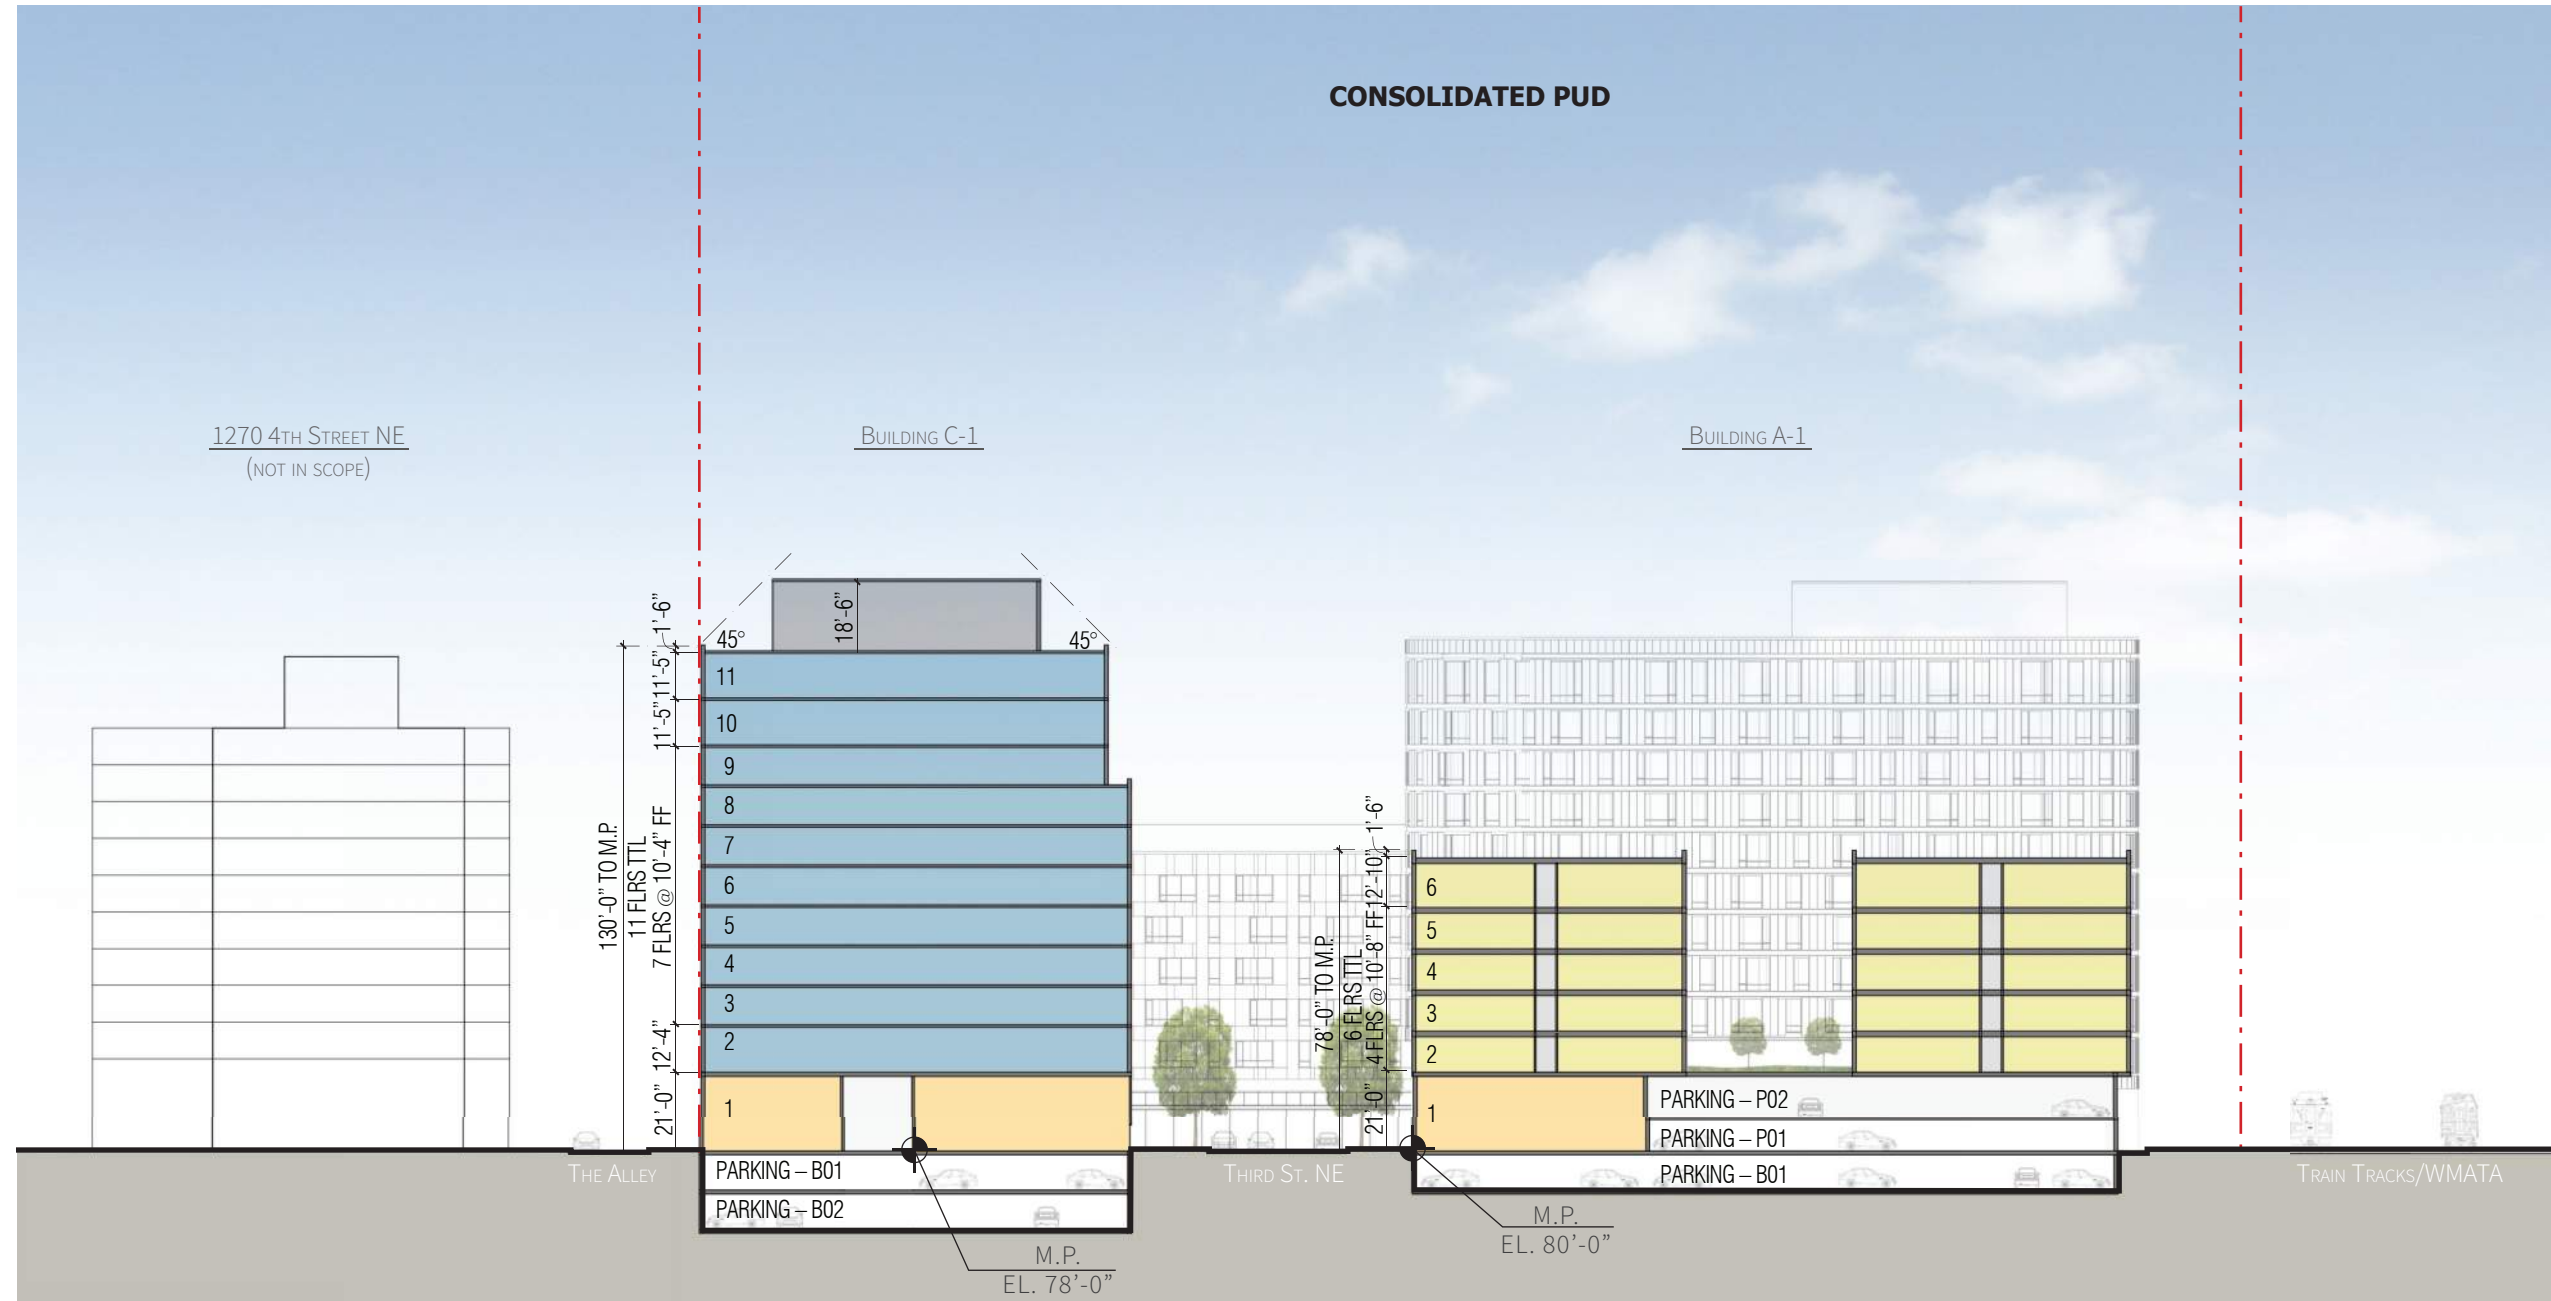 CONSOLIDATED PUD
1270 4TH STREET NE
(NOT IN SCOPE)
BUILDING C-1
BUILDING A-1
130’-0” TO M.P.
11 FLRS TTL
7 FLRS @ 10’-4” FF
1’-6”
11’-5”
11’-5”
12’-4”
21’-0”
18’-6”
45°
45°
11
10
9
8
7
6
5
4
3
2
1
PARKING – B01
PARKING – B02
78’-0” TO M.P.
6 FLRS TTL
4 FLRS @ 10’-8” FF
1’-6”
12’-10”
21’-0”
6
5
4
3
2
1
PARKING – P02
PARKING – P01
PARKING – B01
THE ALLEY
THIRD ST. NE
TRAIN TRACKS/WMATA
M.P.
EL. 78’-0”
M.P.
EL. 80’-0”